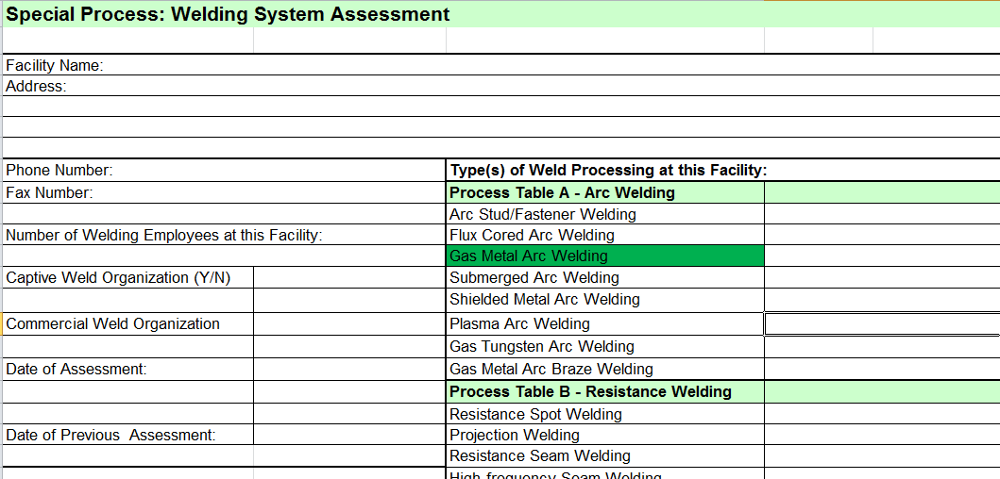 Special Process: Welding System Assessment
Facility Name:
Address:
Phone Number:
Type(s) of Weld Processing at this Facility:
Fax Number:
Process Table A - Arc Welding
Arc Stud/Fastener Welding
Number of Welding Employees at this Facility:
Flux Cored Arc Welding
Gas Metal Arc Welding
Captive Weld Organization (Y/N)
Submerged Arc Welding
Shielded Metal Arc Welding
Commercial Weld Organization
Plasma Arc Welding
Gas Tungsten Arc Welding
Date of Assessment:
Gas Metal Arc Braze Welding
Process Table B - Resistance Welding
Resistance Spot Welding
Date of Previous  Assessment:
Projection Welding
Resistance Seam Welding
High-frequency Seam Welding